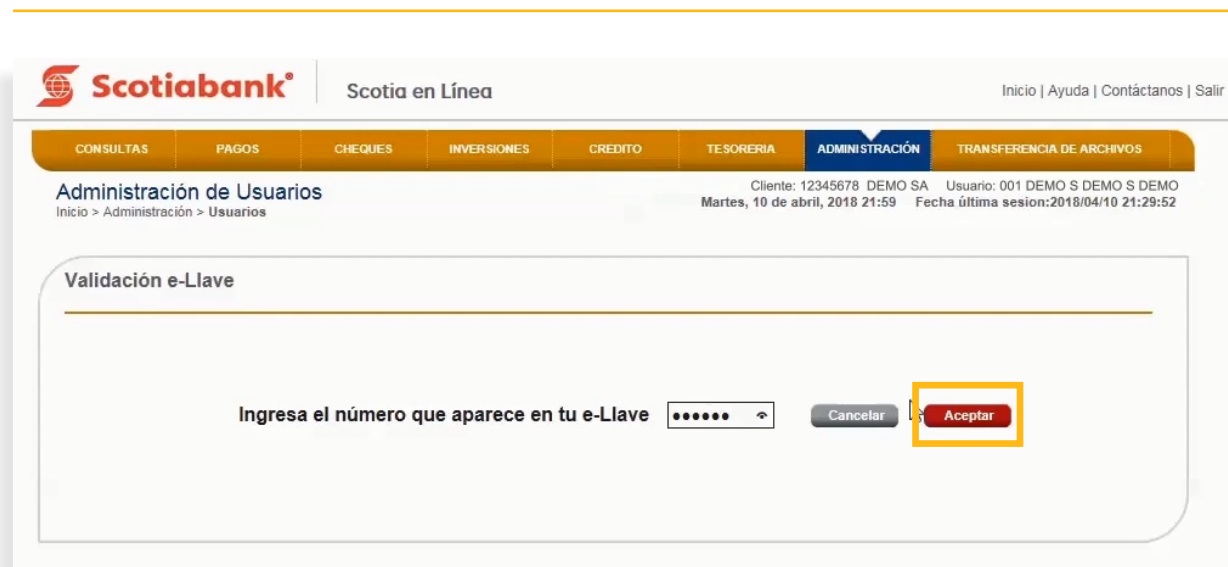 Scotiabank® Scotia en Línea Inicio | Ayuda | Contáctanos | Salir
CONSULTAS PAGOS CHEQUES INVERSIONES CREDITO TESORERIA ADMINISTRACIÓN TRANSFERENCIA DE ARCHIVOS
Administración de Usuarios Cliente: 12345678 DEMO SA Usuario: 001 DEMO S DEMO S DEMO
Inicio > Administración > Usuarios Martes, 10 de abril, 2018 21:59 Fecha última sesion:2018/04/10 21:29:52
Validación e-Llave
Ingresa el número que aparece en tu e-Llave •••••• Cancelar Aceptar